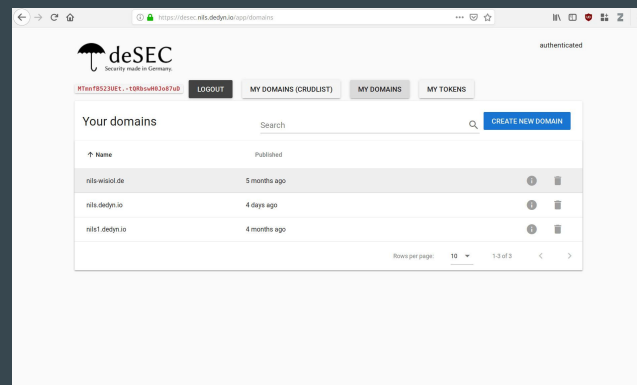 https://desec.nils.dedyn.io/app/domains
authenticated
deSEC
Security made in Germany.
MTmnfB523UEt.-tQRbswH8Jo87uD LOGOUT MY DOMAINS (CRUDLIST) MY DOMAINS MY TOKENS
Your domains Search CREATE NEW DOMAIN
Name Published
nils-wisiol.de 5 months ago
nils.dedyn.io 4 days ago
nils1.dedyn.io 4 months ago
Rows per page: 10 1-3 of 3